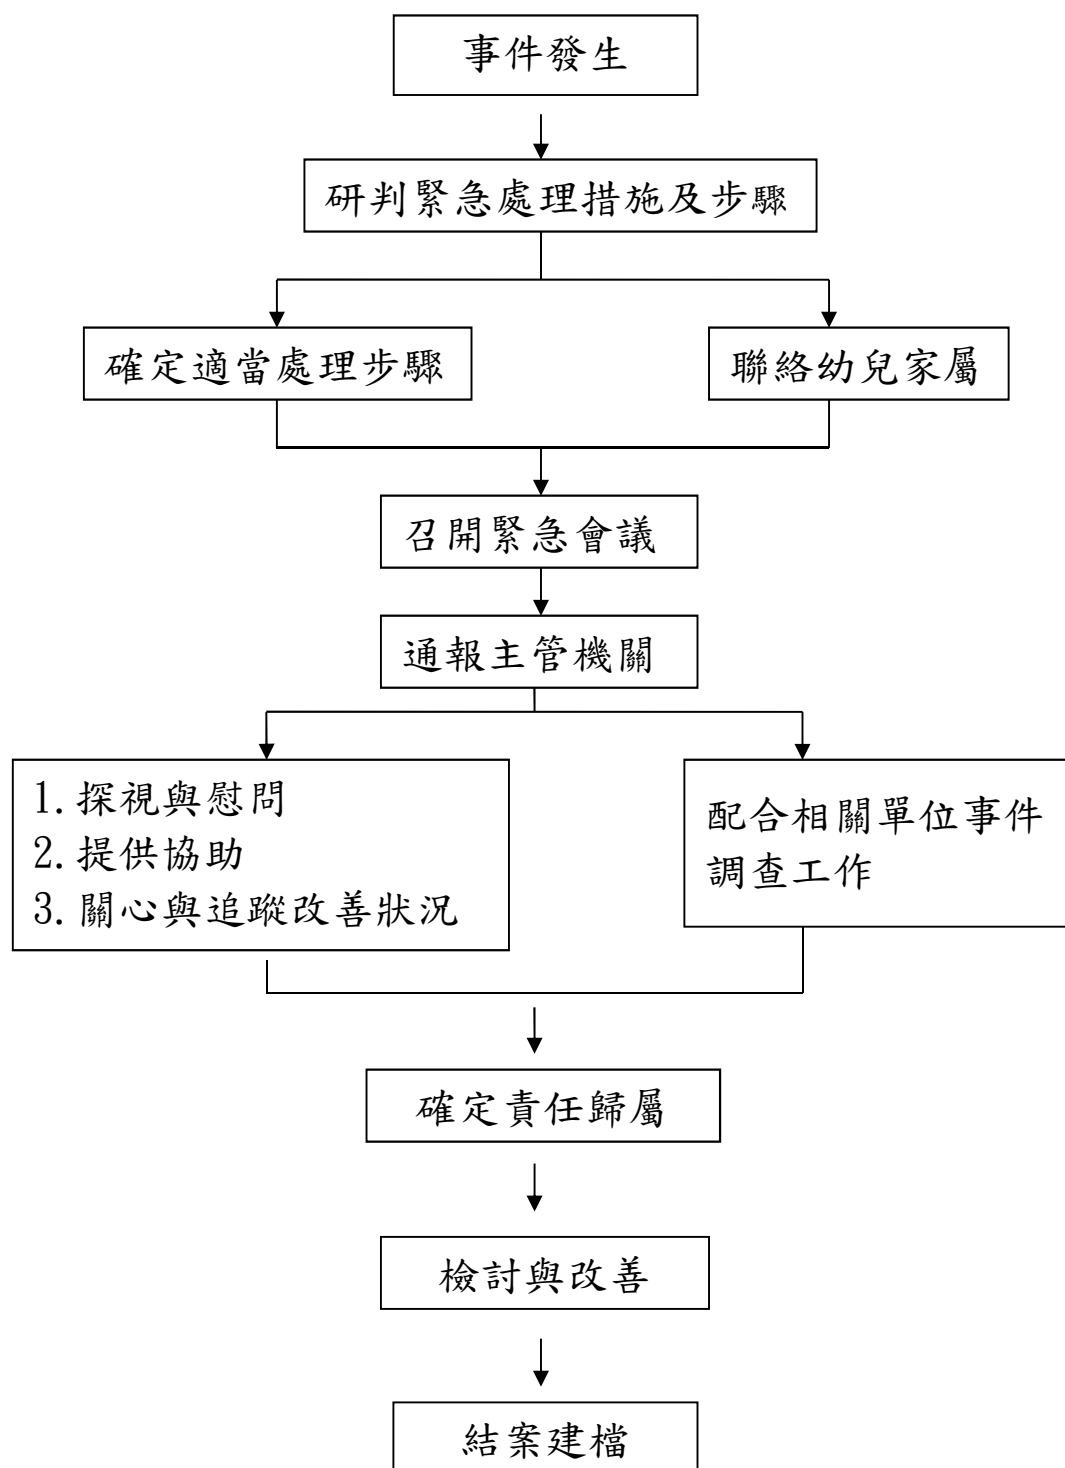 事件發生
研判緊急處理措施及步驟
確定適當處理步驟
聯絡幼兒家屬
召開緊急會議
通報主管機關
1.探視與慰問
2.提供協助
3.關心與追蹤改善狀況
配合相關單位事件
調查工作
確定責任歸屬
檢討與改善
結案建檔